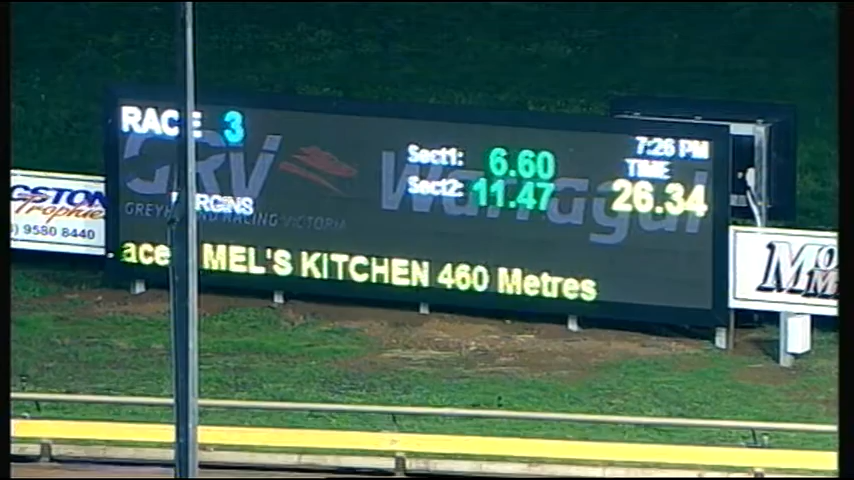 RACE 3
7:26 PM
Sect1: 6.60
TIME
Sect2: 11.47
26.34
GRV
Warragul
GREYHOUND RACING VICTORIA
RGINS
ace MEL'S KITCHEN 460 Metres
GSTON
Trophie
) 9580 8440